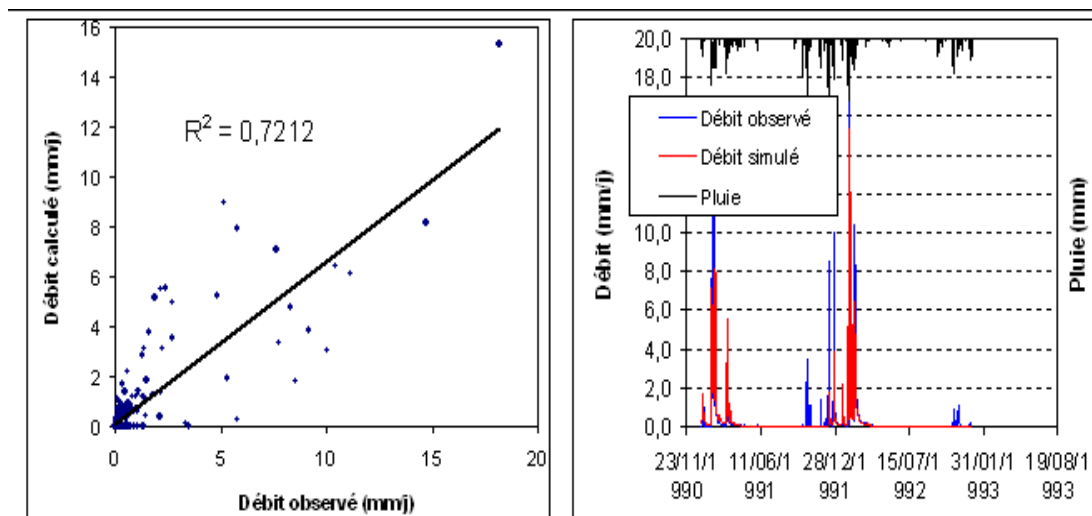 16
14
12
10
8
6
4
2
0
Débit calculé (mm/j)
R² = 0,7212
0 5 10 15 20
Débit observé (mm/j)
20,0
18,0
10,0
8,0
6,0
4,0
2,0
0,0
Débit (mm/j)
Débit observé
Débit simulé
Pluie
Pluie (mm)
23/11/1 11/06/1 28/12/1 15/07/1 31/01/1 19/08/1
990 991 991 992 993 993